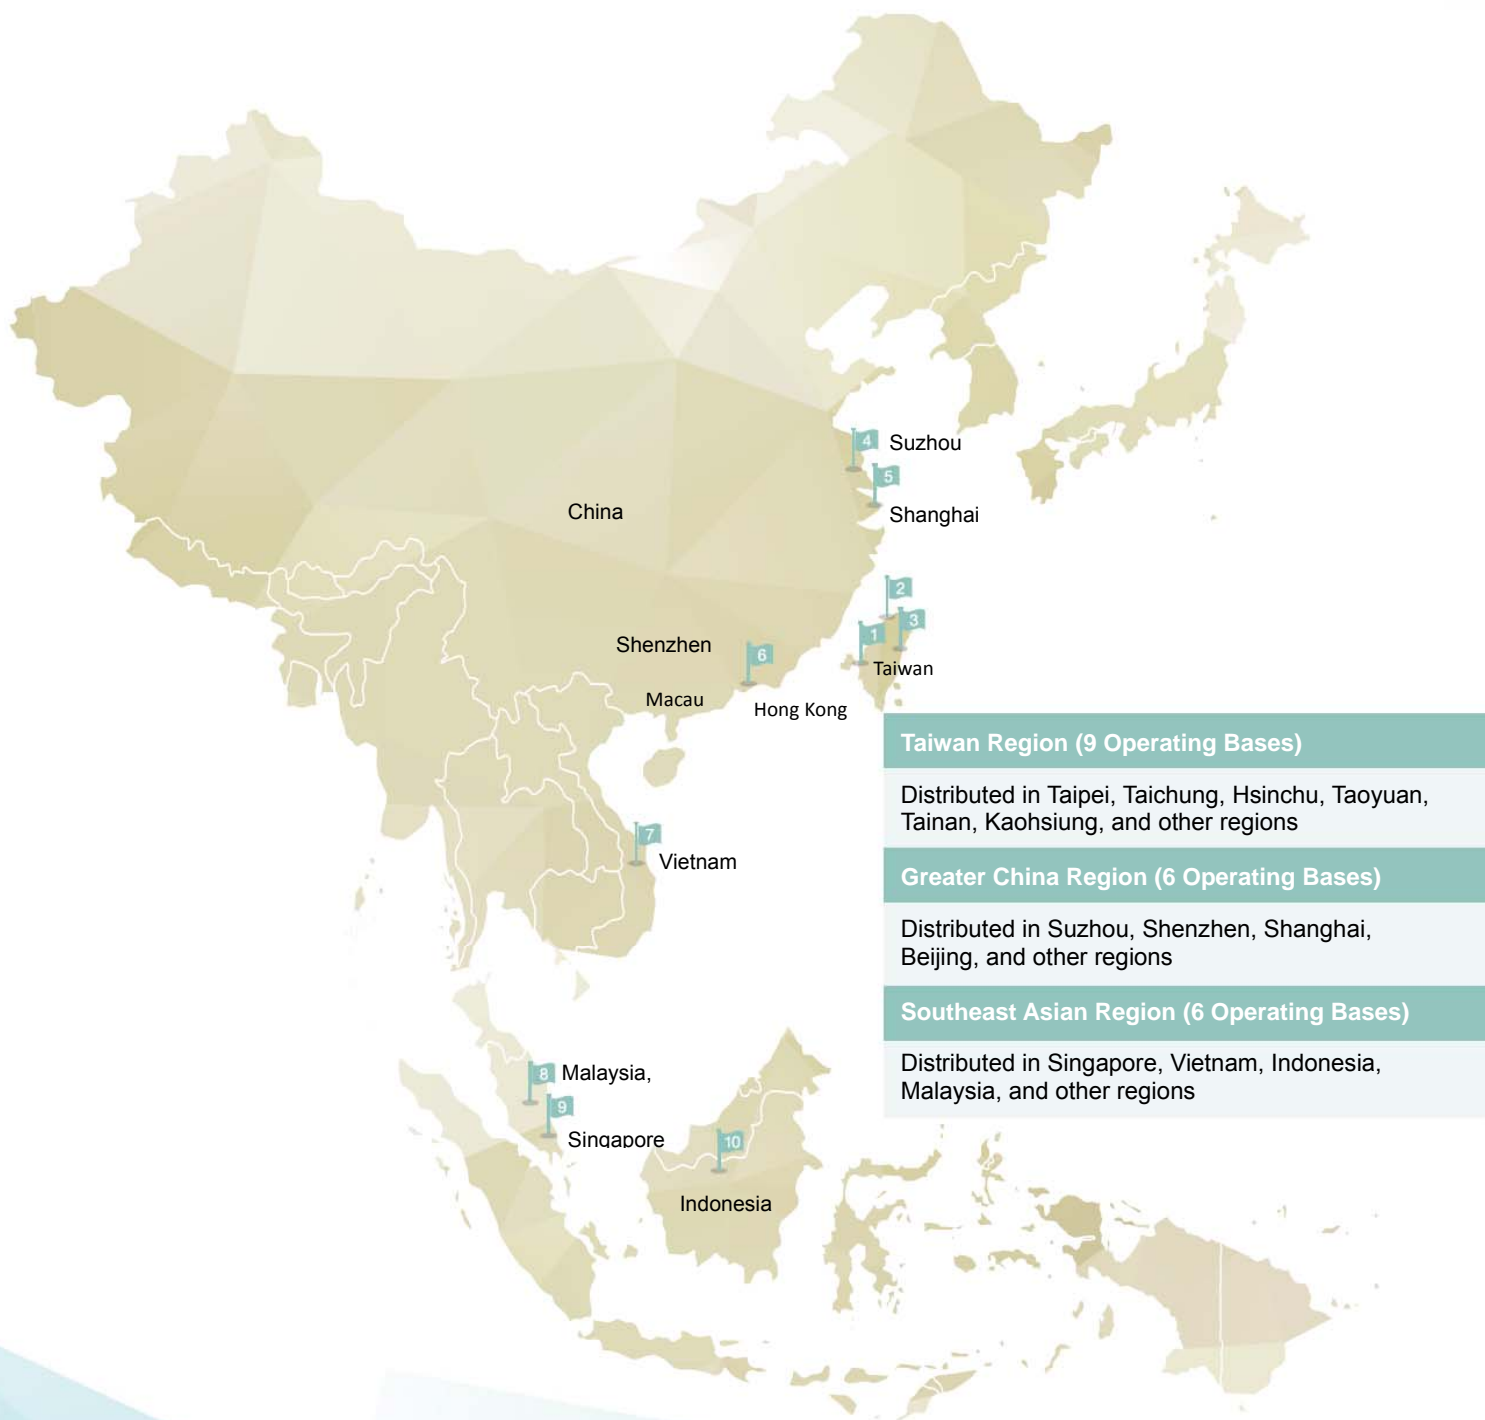 4
Suzhou
5
Shanghai
China
2
3
1
Taiwan
Shenzhen
6
Macau
Hong Kong
Taiwan Region (9 Operating Bases)
Distributed in Taipei, Taichung, Hsinchu, Taoyuan,
Tainan, Kaohsiung, and other regions
7
Vietnam
Greater China Region (6 Operating Bases)
Distributed in Suzhou, Shenzhen, Shanghai,
Beijing, and other regions
Southeast Asian Region (6 Operating Bases)
Distributed in Singapore, Vietnam, Indonesia,
Malaysia, and other regions
8
Malaysia,
9
Singapore
10
Indonesia